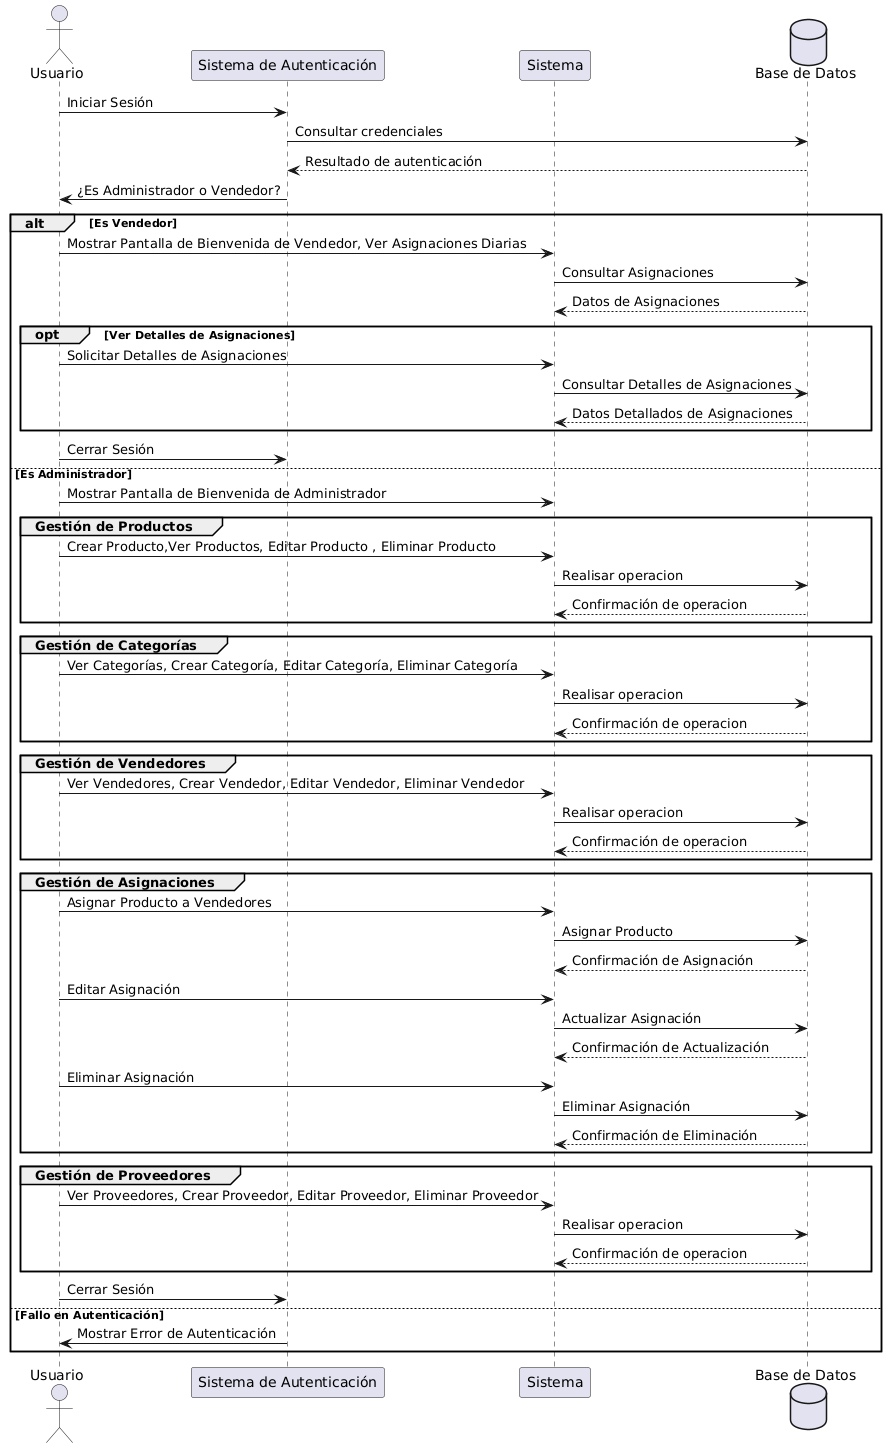 Usuario
Sistema de Autenticación
Sistema
Base de Datos
Iniciar Sesión
Consultar credenciales
Resultado de autenticación
¿Es Administrador o Vendedor?
alt [Es Vendedor]
Mostrar Pantalla de Bienvenida de Vendedor, Ver Asignaciones Diarias
Consultar Asignaciones
Datos de Asignaciones
opt [Ver Detalles de Asignaciones]
Solicitar Detalles de Asignaciones
Consultar Detalles de Asignaciones
Datos Detallados de Asignaciones
Cerrar Sesión
[Es Administrador]
Mostrar Pantalla de Bienvenida de Administrador
Gestión de Productos
Crear Producto,Ver Productos, Editar Producto , Eliminar Producto
Realisar operacion
Confirmación de operacion
Gestión de Categorías
Ver Categorías, Crear Categoría, Editar Categoría, Eliminar Categoría
Realisar operacion
Confirmación de operacion
Gestión de Vendedores
Ver Vendedores, Crear Vendedor, Editar Vendedor, Eliminar Vendedor
Realisar operacion
Confirmación de operacion
Gestión de Asignaciones
Asignar Producto a Vendedores
Asignar Producto
Confirmación de Asignación
Editar Asignación
Actualizar Asignación
Confirmación de Actualización
Eliminar Asignación
Eliminar Asignación
Confirmación de Eliminación
Gestión de Proveedores
Ver Proveedores, Crear Proveedor, Editar Proveedor, Eliminar Proveedor
Realisar operacion
Confirmación de operacion
Cerrar Sesión
[Fallo en Autenticación]
Mostrar Error de Autenticación
Usuario
Sistema de Autenticación
Sistema
Base de Datos